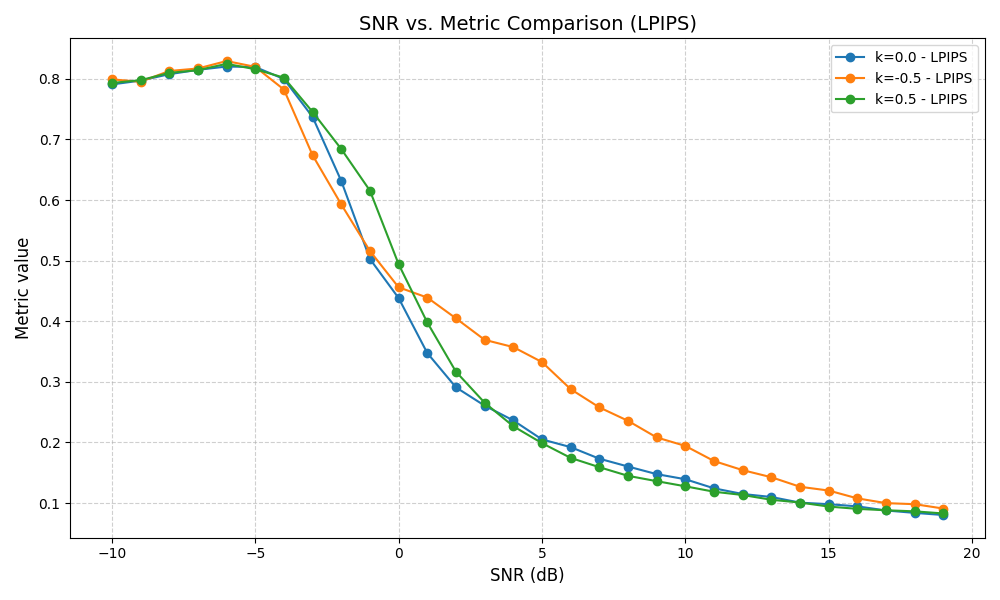 SNR vs. Metric Comparison (LPIPS)
k=0.0 - LPIPS
k=-0.5 - LPIPS
k=0.5 - LPIPS
Metric value
0.8
0.7
0.6
0.5
0.4
0.3
0.2
0.1
−10
−5
0
5
10
15
20
SNR (dB)